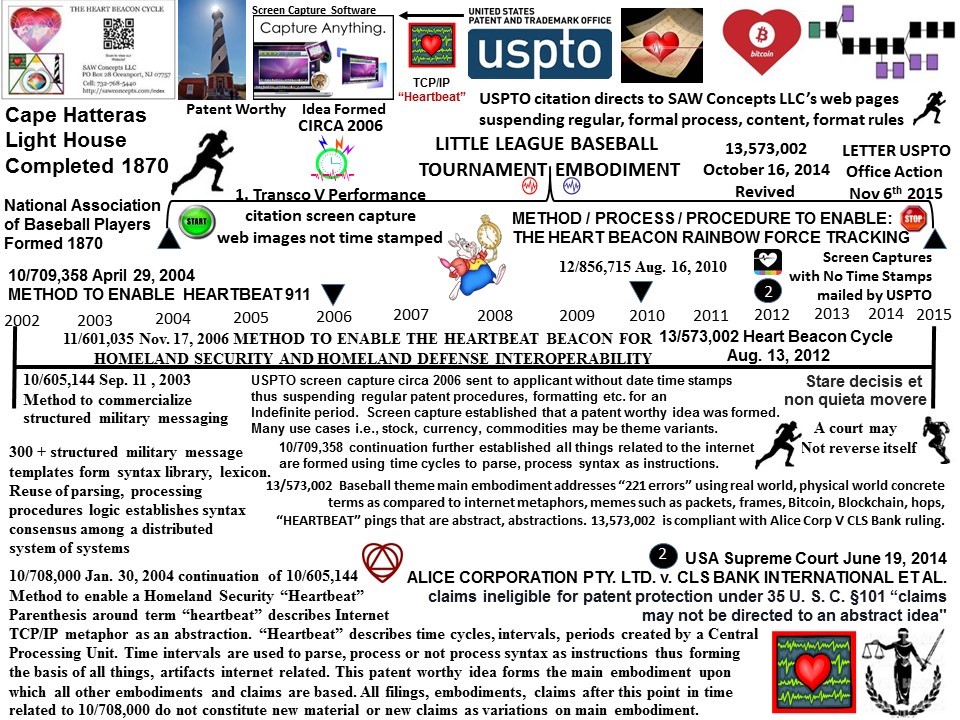 THE HEART BEACON CYCLE
SAW Concepts LLC
PO Box 28 Oceanport, NJ 07757
Cell: 732-768-5440
http://sawconcepts.com/index
Screen Capture Software
Capture Anything.
UNITED STATES
PATENT AND TRADEMARK OFFICE
uspto
bitcoin
TCP/IP
“Heartbeat”
Patent Worthy Idea Formed
CIRCA 2006
USPTO citation directs to SAW Concepts LLC’s web pages
suspending regular, formal process, content, format rules
Cape Hatteras
Light House
Completed 1870
LITTLE LEAGUE BASEBALL
TOURNAMENT EMBODIMENT
13,573,002
October 16, 2014
Revived
LETTER USPTO
Office Action
Nov 6th 2015
National Association
of Baseball Players
Formed 1870
START
1. Transco V Performance
citation screen capture
web images not time stamped
METHOD / PROCESS / PROCEDURE TO ENABLE:
THE HEART BEACON RAINBOW FORCE TRACKING
STOP
10/709,358 April 29, 2004
METHOD TO ENABLE HEARTBEAT 911
12/856,715 Aug. 16, 2010
2
Screen Captures
with No Time Stamps
mailed by USPTO
2002 2003 2004 2005 2006 2007 2008 2009 2010 2011 2012 2013 2014 2015
11/601,035 Nov. 17, 2006 METHOD TO ENABLE THE HEARTBEAT BEACON FOR
HOMELAND SECURITY AND HOMELAND DEFENSE INTEROPERABILITY
13/573,002 Heart Beacon Cycle
Aug. 13, 2012
10/605,144 Sep. 11 , 2003
Method to commercialize
structured military messaging
USPTO screen capture circa 2006 sent to applicant without date time stamps
thus suspending regular patent procedures, formatting etc. for an
Indefinite period. Screen capture established that a patent worthy idea was formed.
Many use cases i.e., stock, currency, commodities may be theme variants.
Stare decisis et
non quieta movere
A court may
Not reverse itself
10/709,358 continuation further established all things related to the internet
are formed using time cycles to parse, process syntax as instructions.
300 + structured military message
templates form syntax library, lexicon.
Reuse of parsing, processing
procedures logic establishes syntax
consensus among a distributed
system of systems
13/573,002 Baseball theme main embodiment addresses “221 errors” using real world, physical world concrete
terms as compared to internet metaphors, memes such as packets, frames, Bitcoin, Blockchain, hops,
“HEARTBEAT” pings that are abstract, abstractions. 13,573,002 is compliant with Alice Corp V CLS Bank ruling.
2
USA Supreme Court June 19, 2014
ALICE CORPORATION PTY. LTD. v. CLS BANK INTERNATIONAL ET AL.
claims ineligible for patent protection under 35 U. S. C. §101 “claims
may not be directed to an abstract idea"
10/708,000 Jan. 30, 2004 continuation of 10/605,144
Method to enable a Homeland Security “Heartbeat”
Parenthesis around term “heartbeat” describes Internet
TCP/IP metaphor as an abstraction. “Heartbeat” describes time cycles, intervals, periods created by a Central
Processing Unit. Time intervals are used to parse, process or not process syntax as instructions thus forming
the basis of all things, artifacts internet related. This patent worthy idea forms the main embodiment upon
which all other embodiments and claims are based. All filings, embodiments, claims after this point in time
related to 10/708,000 do not constitute new material or new claims as variations on main embodiment.